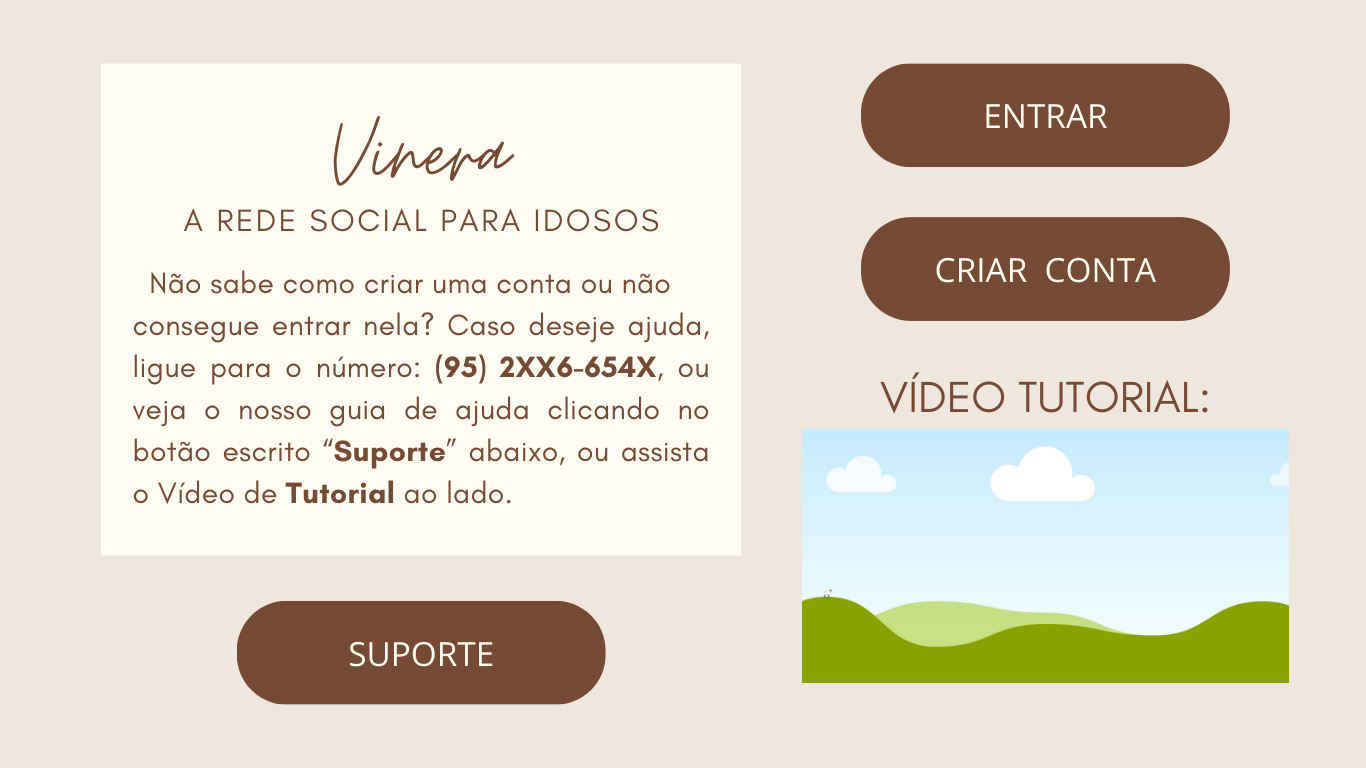 Vinera
A REDE SOCIAL PARA IDOSOS
Não sabe como criar uma conta ou não
consegue entrar nela? Caso deseje ajuda,
ligue para o número: (95) 2XX6-654X, ou
veja o nosso guia de ajuda clicando no
botão escrito “Suporte” abaixo, ou assista
o Vídeo de Tutorial ao lado.
SUPORTE
ENTRAR
CRIAR CONTA
VÍDEO TUTORIAL: